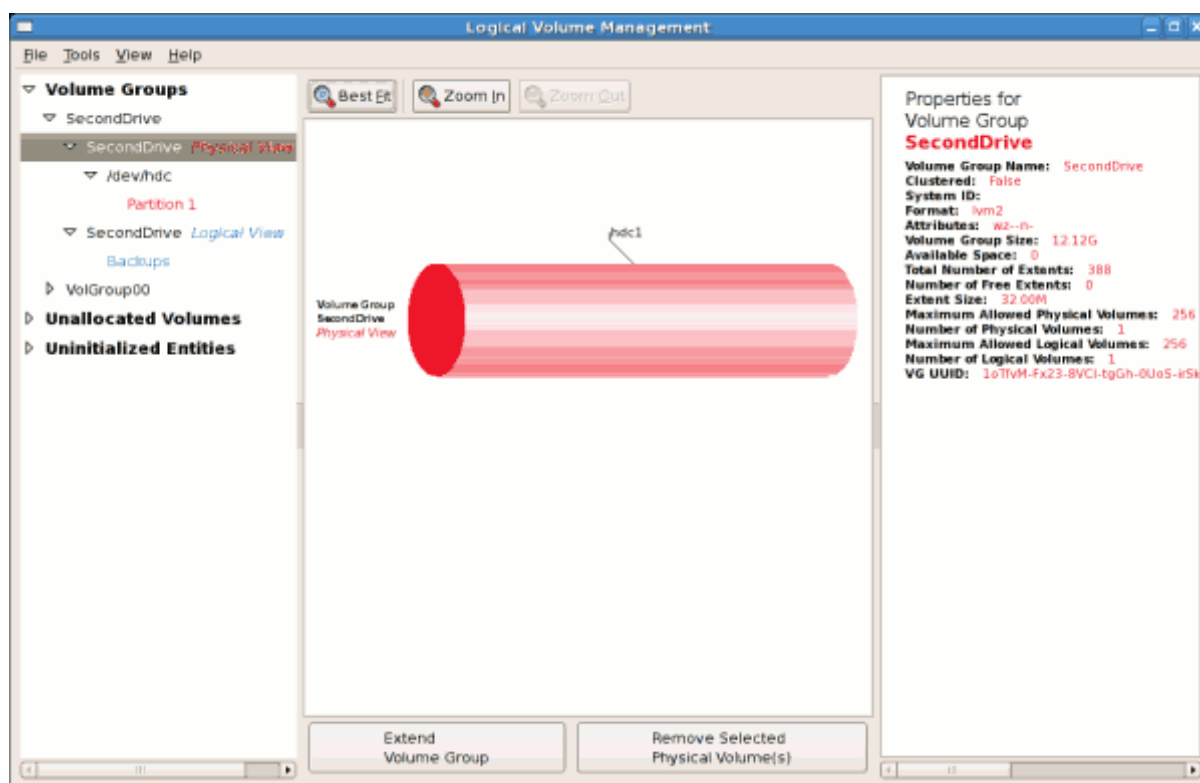 Logical Volume Management
File Tools View Help
Volume Groups
SecondDrive
SecondDrive Physical View
/dev/hdc
Partition 1
SecondDrive Logical View
Backups
VolGroup00
Unallocated Volumes
Uninitialized Entities
Best Fit Zoom In Zoom Out
hdc1
Volume Group
SecondDrive
Physical View
Extend
Volume Group
Remove Selected
Physical Volume(s)
Properties for
Volume Group
SecondDrive
Volume Group Name: SecondDrive
Clustered: False
System ID:
Format: lvm2
Attributes: wz--n-
Volume Group Size: 12.12G
Available Space: 0
Total Number of Extents: 388
Number of Free Extents: 0
Extent Size: 32.00M
Maximum Allowed Physical Volumes: 256
Number of Physical Volumes: 1
Maximum Allowed Logical Volumes: 256
Number of Logical Volumes: 1
VG UUID: